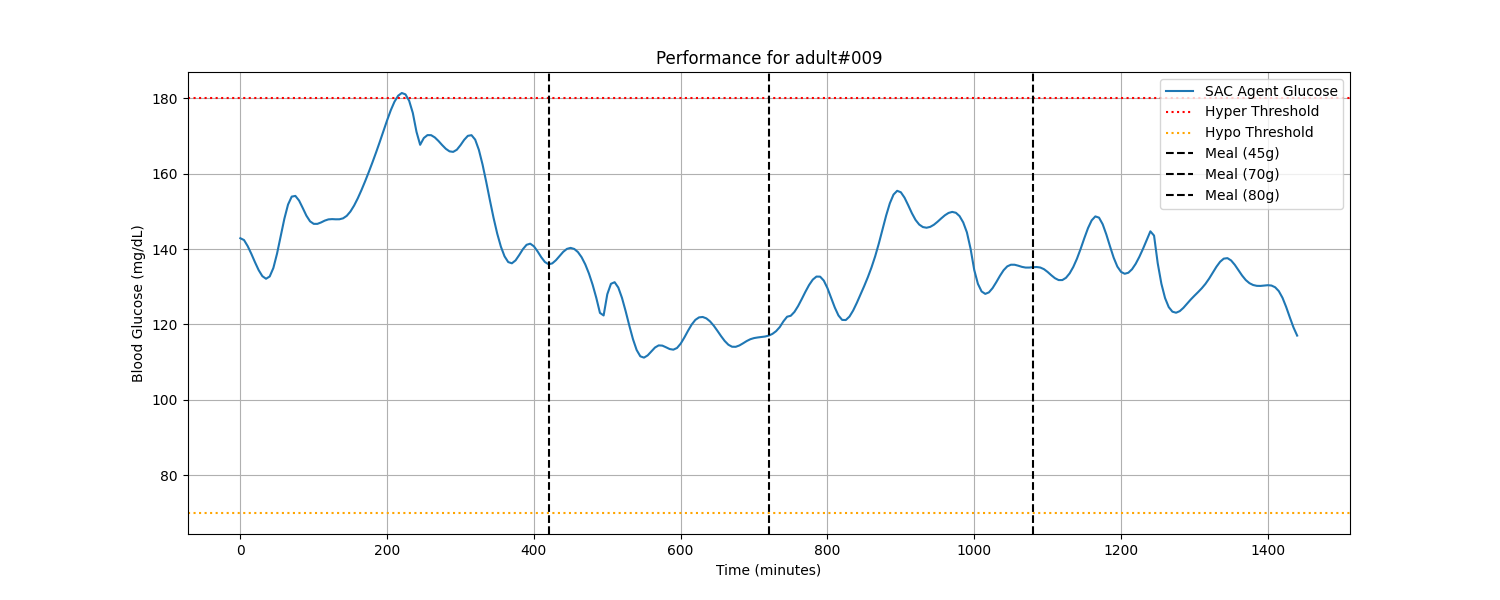 Performance for adult#009
SAC Agent Glucose
Hyper Threshold
Hypo Threshold
Meal (45g)
Meal (70g)
Meal (80g)
Blood Glucose (mg/dL)
180
160
140
120
100
80
0 200 400 600 800 1000 1200 1400
Time (minutes)